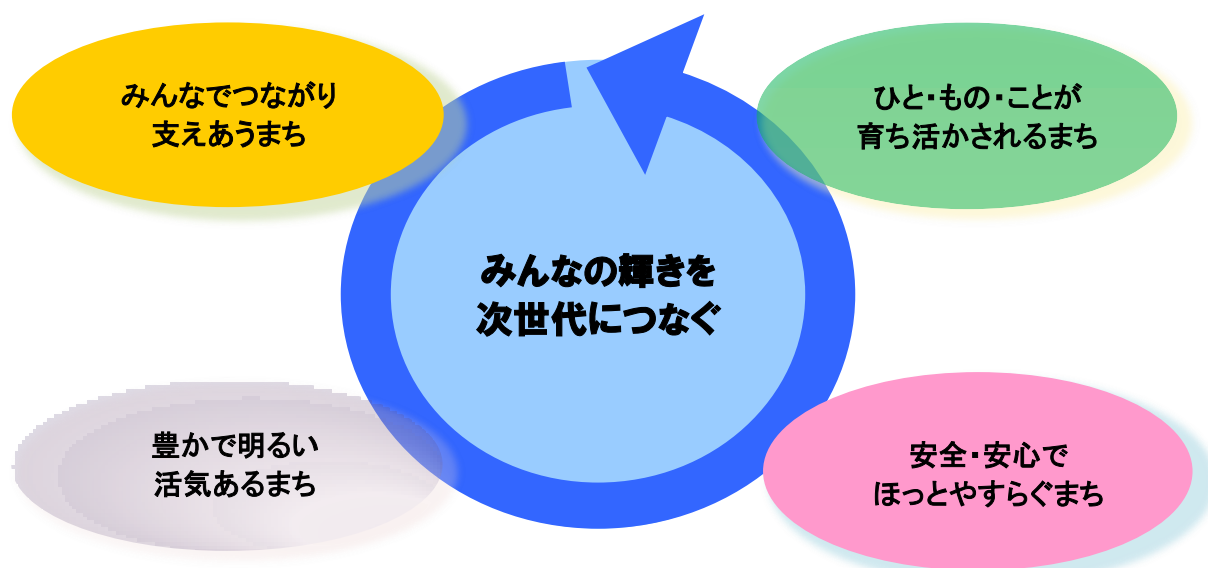 みんなでつながり
支えあうまち
ひと・もの・ことが
育ち活かされるまち
みんなの輝きを
次世代につなぐ
豊かで明るい
活気あるまち
安全・安心で
ほっとやすらぐまち